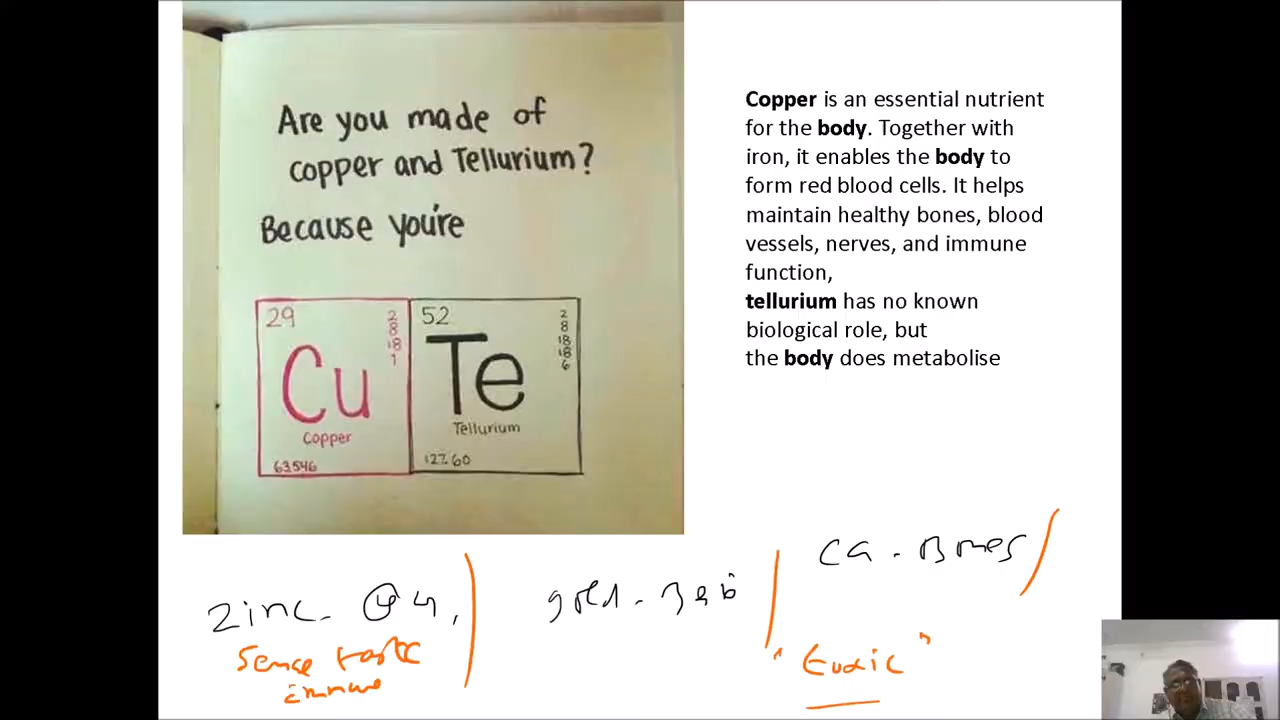 Are you made of
copper and Tellurium?
Because you're
29
2
8
18
1
Cu
Copper
63.546
52
2
8
18
18
6
Te
Tellurium
127.60
Copper is an essential nutrient
for the body. Together with
iron, it enables the body to
form red blood cells. It helps
maintain healthy bones, blood
vessels, nerves, and immune
function,
tellurium has no known
biological role, but
the body does metabolise
Zinc -
Sense taste
immune
gold -
Ca - Bones